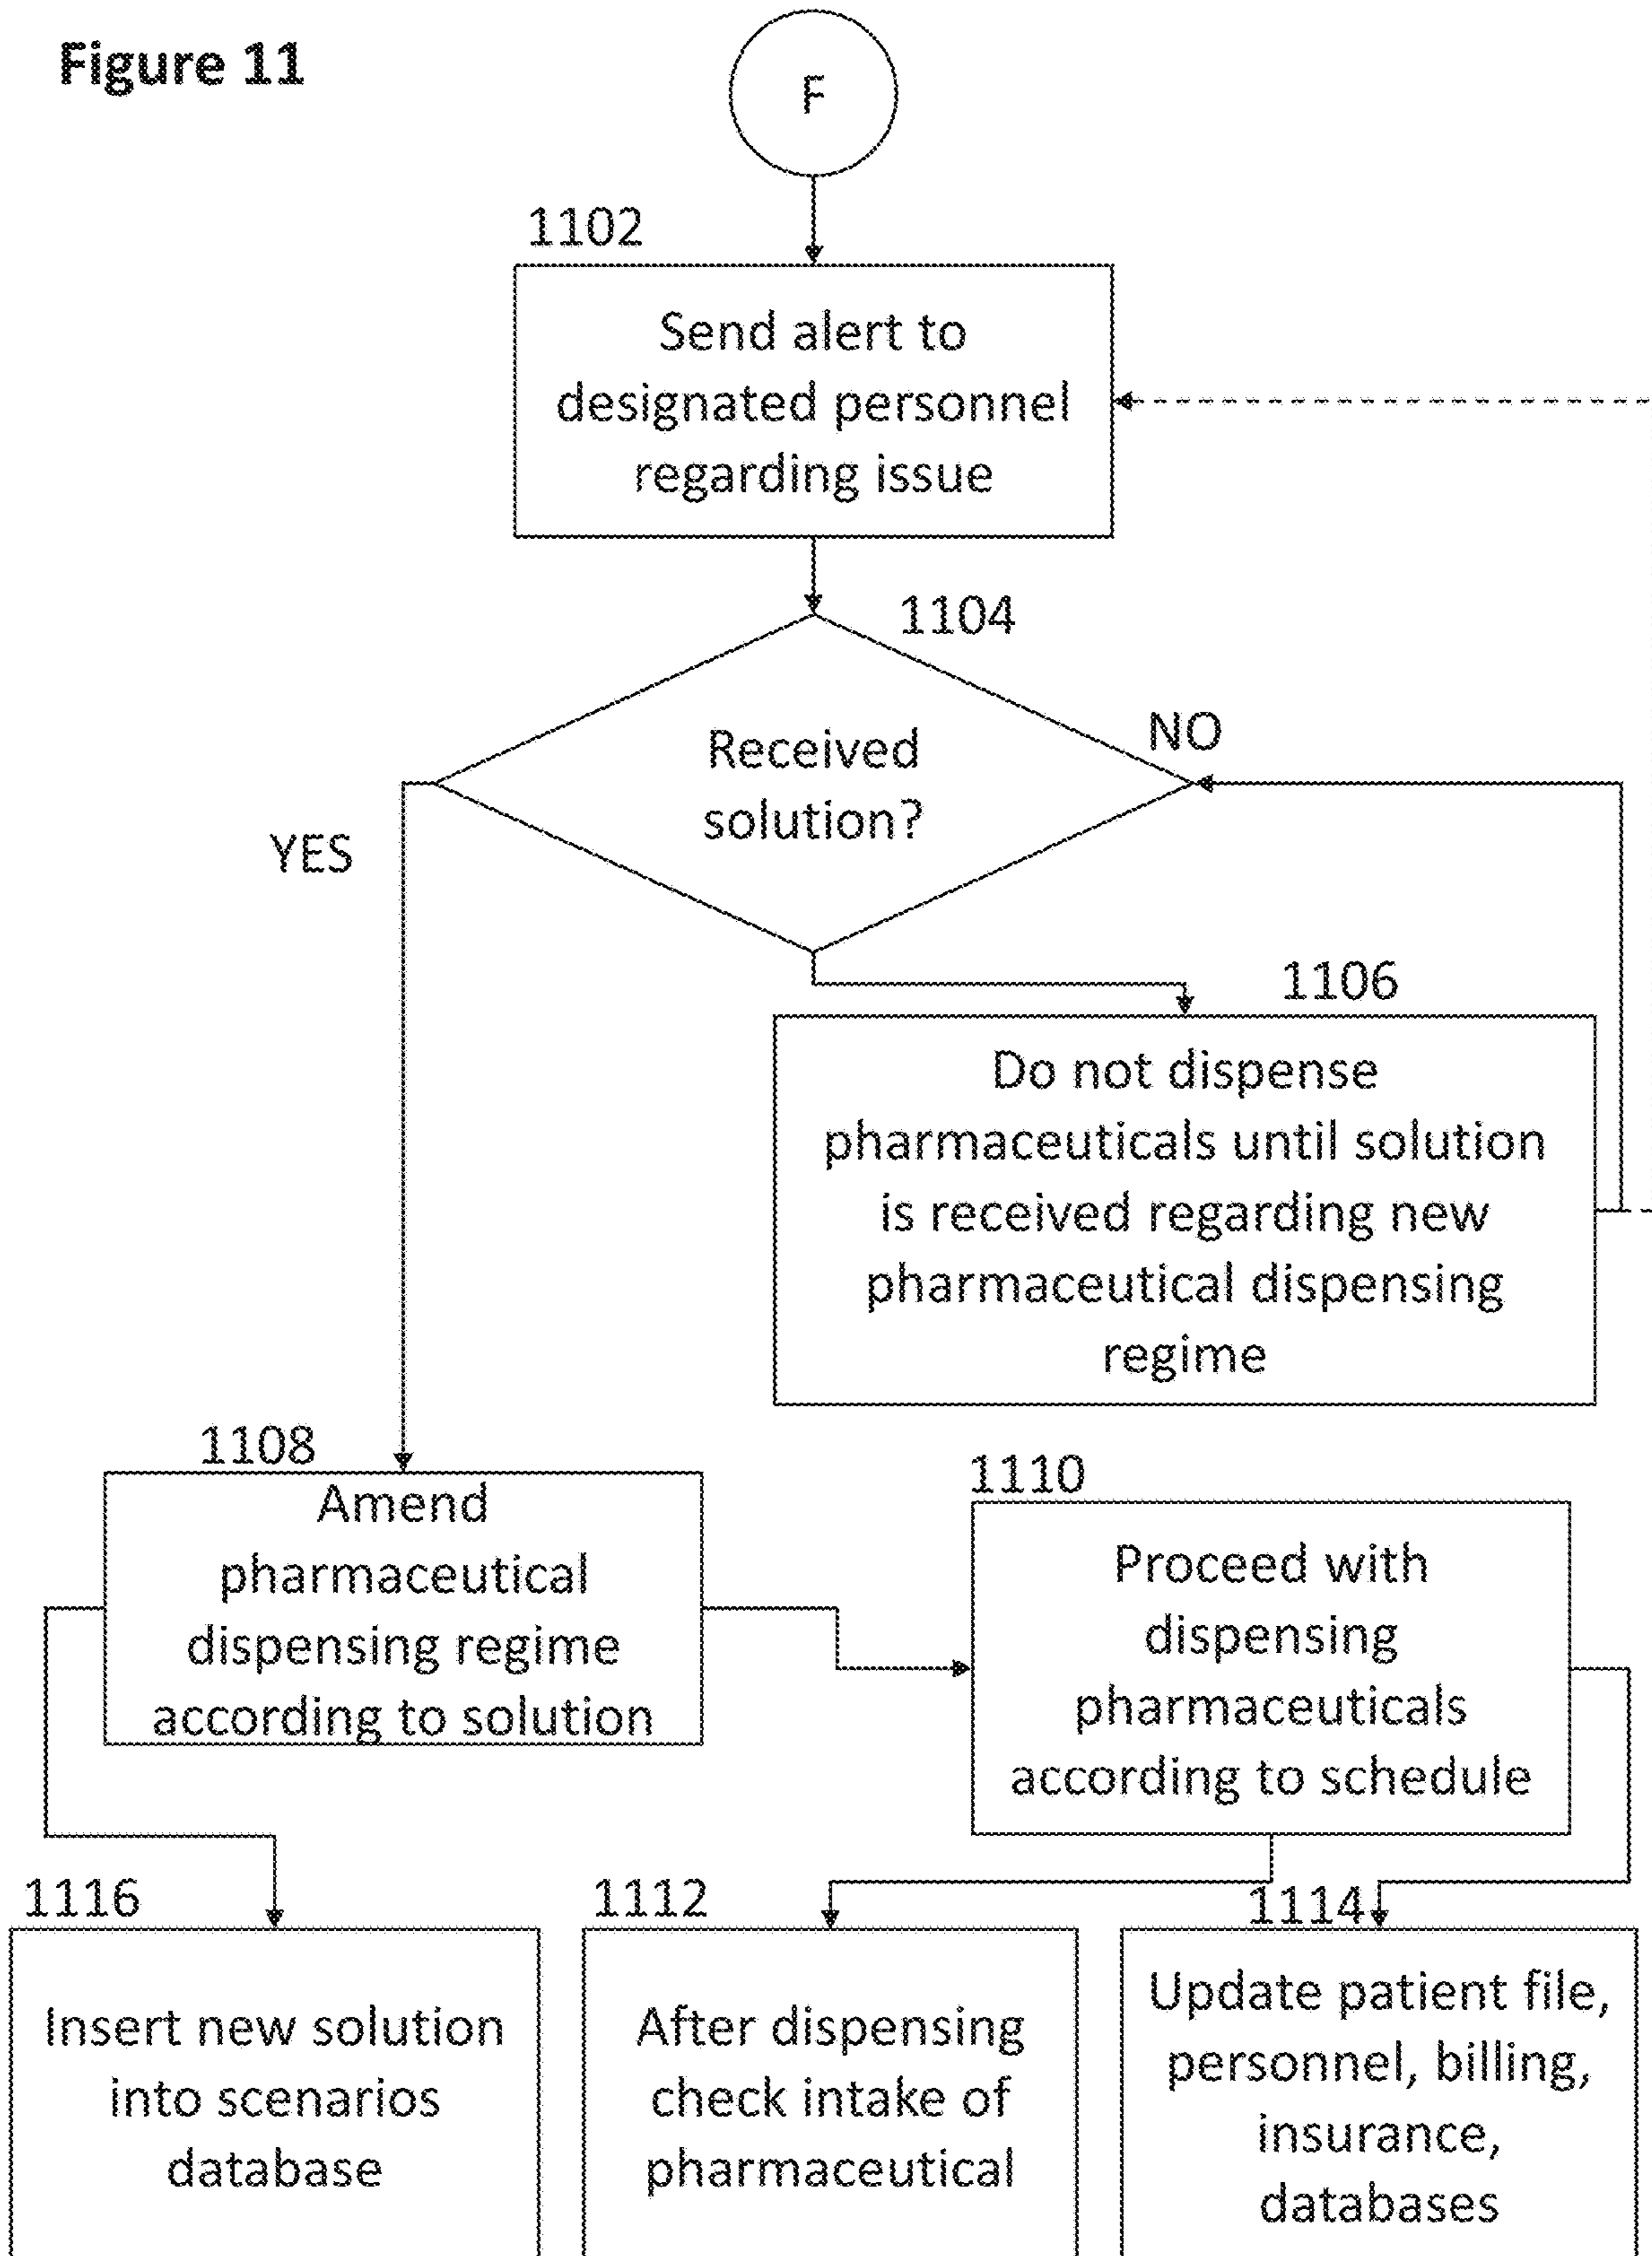 Figure 11
F
1102
Send alert to
designated personnel
regarding issue
1104
Received
solution?
NO
YES
1106
Do not dispense
pharmaceuticals until solution
is received regarding new
pharmaceutical dispensing
regime
1108
Amend
pharmaceutical
dispensing regime
according to solution
1110
Proceed with
dispensing
pharmaceuticals
according to schedule
1116
Insert new solution
into scenarios
database
1112
After dispensing
check intake of
pharmaceutical
1114
Update patient file,
personnel, billing,
insurance,
databases